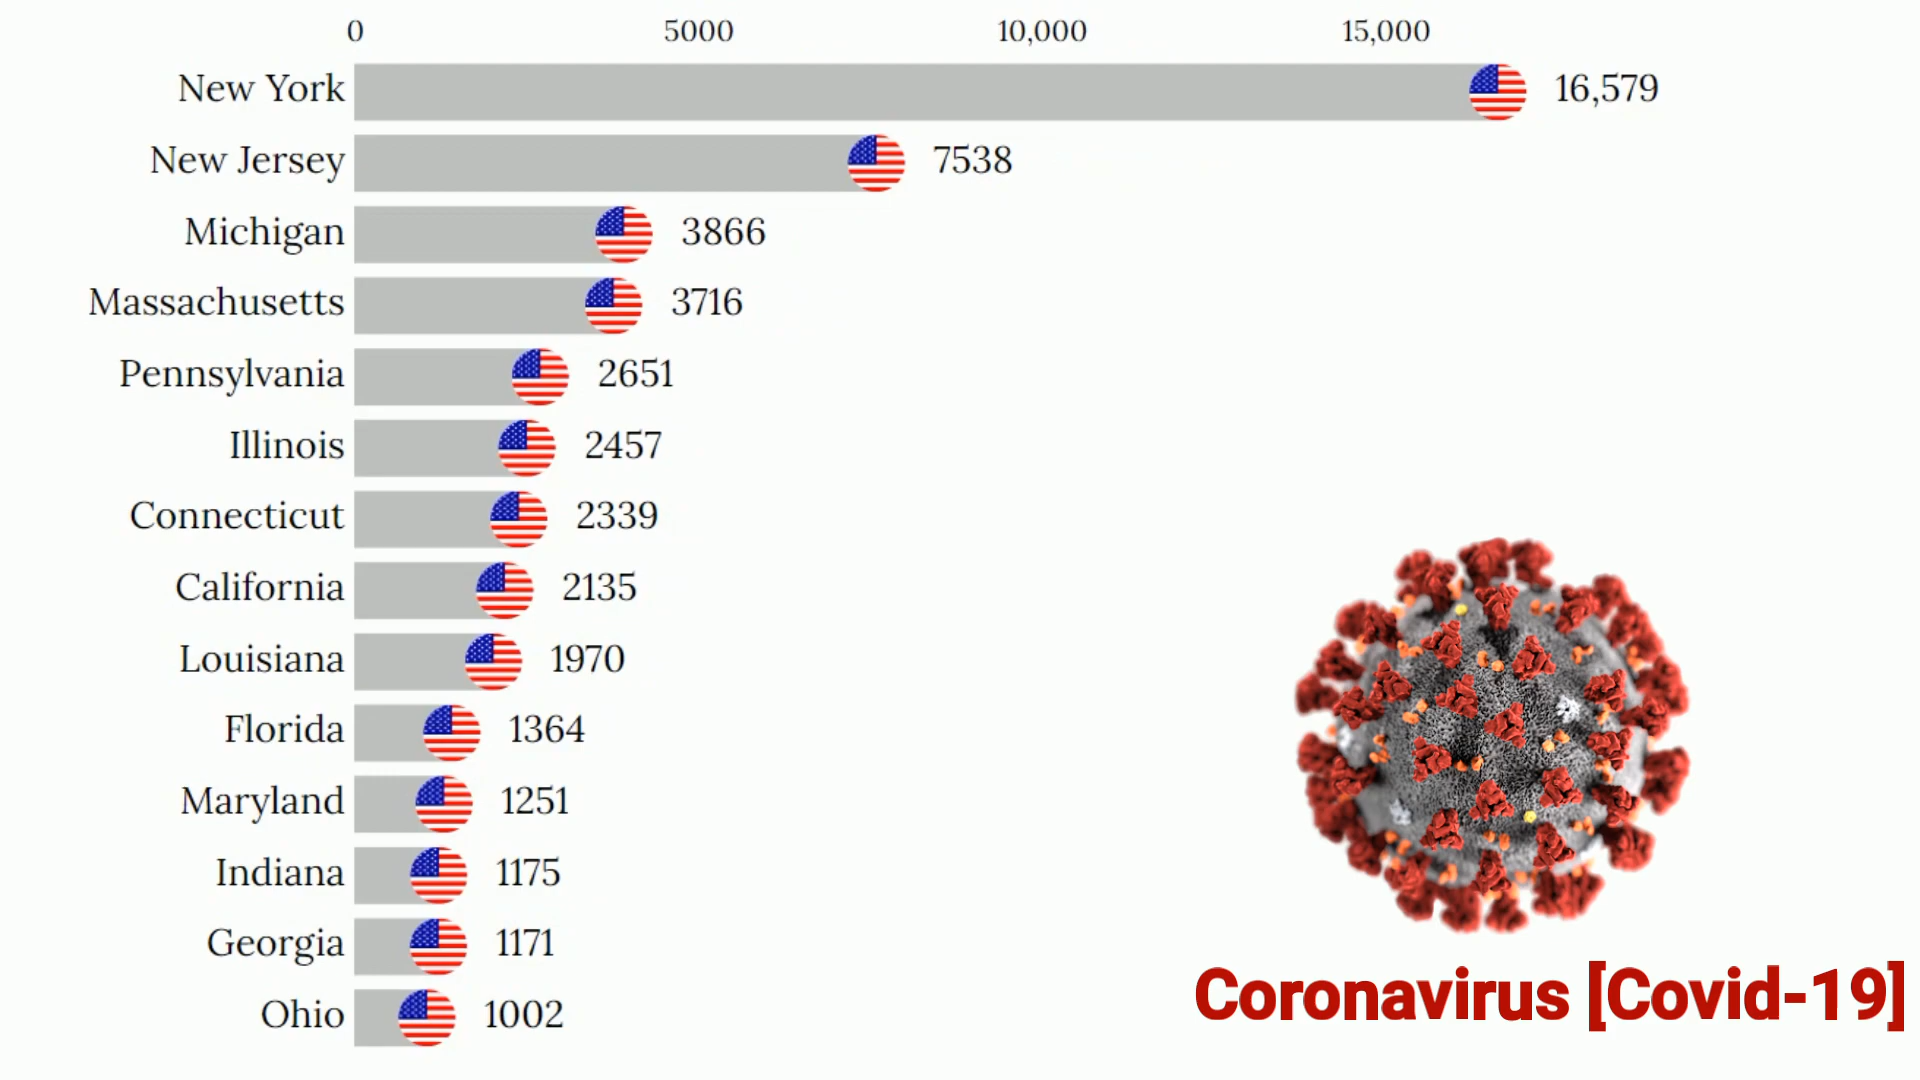 0 5000 10,000 15,000
New York 16,579
New Jersey 7538
Michigan 3866
Massachusetts 3716
Pennsylvania 2651
Illinois 2457
Connecticut 2339
California 2135
Louisiana 1970
Florida 1364
Maryland 1251
Indiana 1175
Georgia 1171
Ohio 1002
Coronavirus [Covid-19]